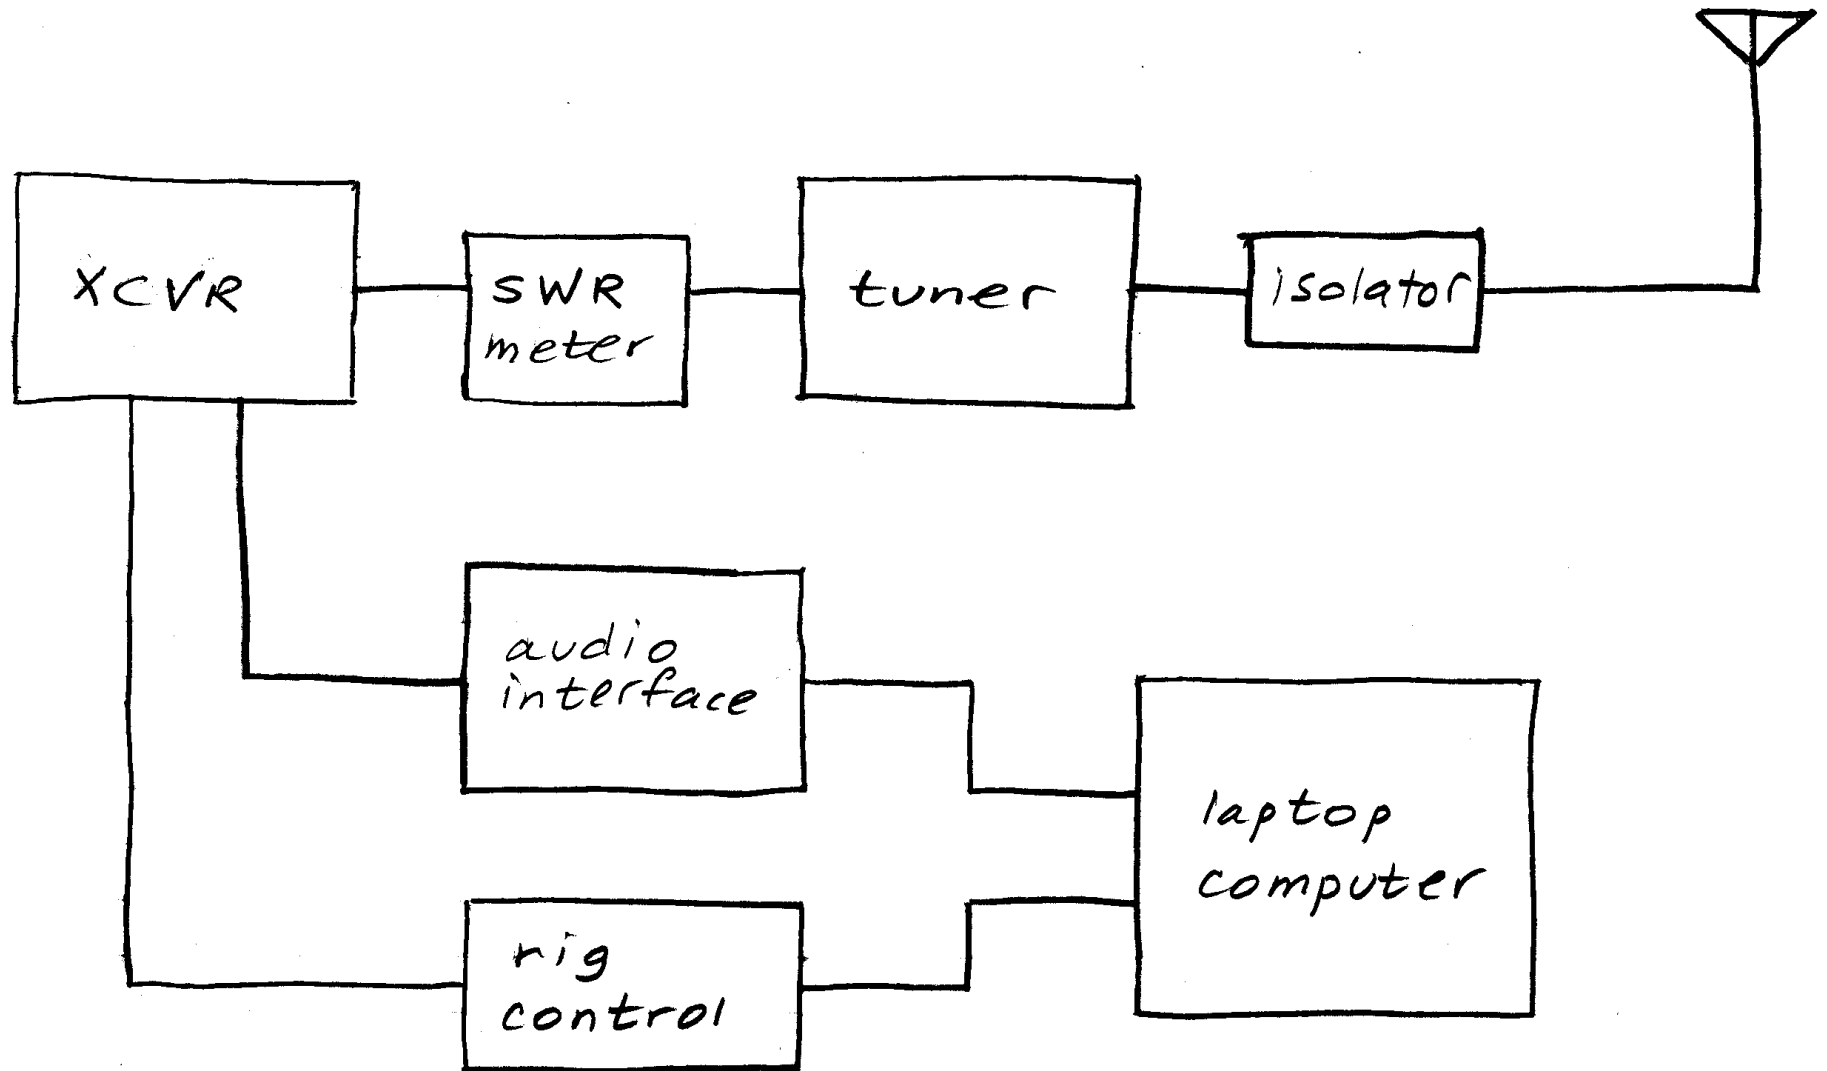 XCVR
SWR
meter
tuner
isolator
audio
interface
laptop
computer
rig
control